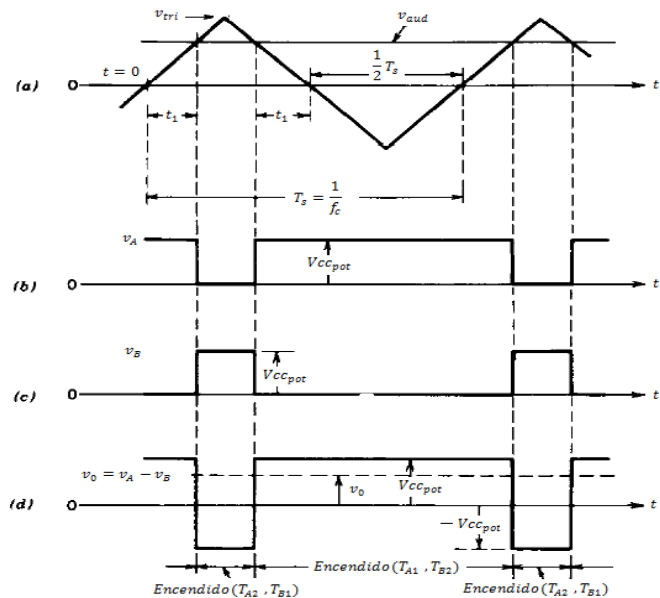 v_tri
v_aud
t = 0
1/2 T_s
(a)
0
t
t_1
t_1
T_s = 1/f_c
v_A
Vcc_pot
(b)
0
t
v_B
Vcc_pot
(c)
0
t
v_0 = v_A − v_B
v_0
Vcc_pot
(d)
0
t
− Vcc_pot
Encendido (T_A1 , T_B2)
Encendido (T_A2 , T_B1)
Encendido (T_A2 , T_B1)